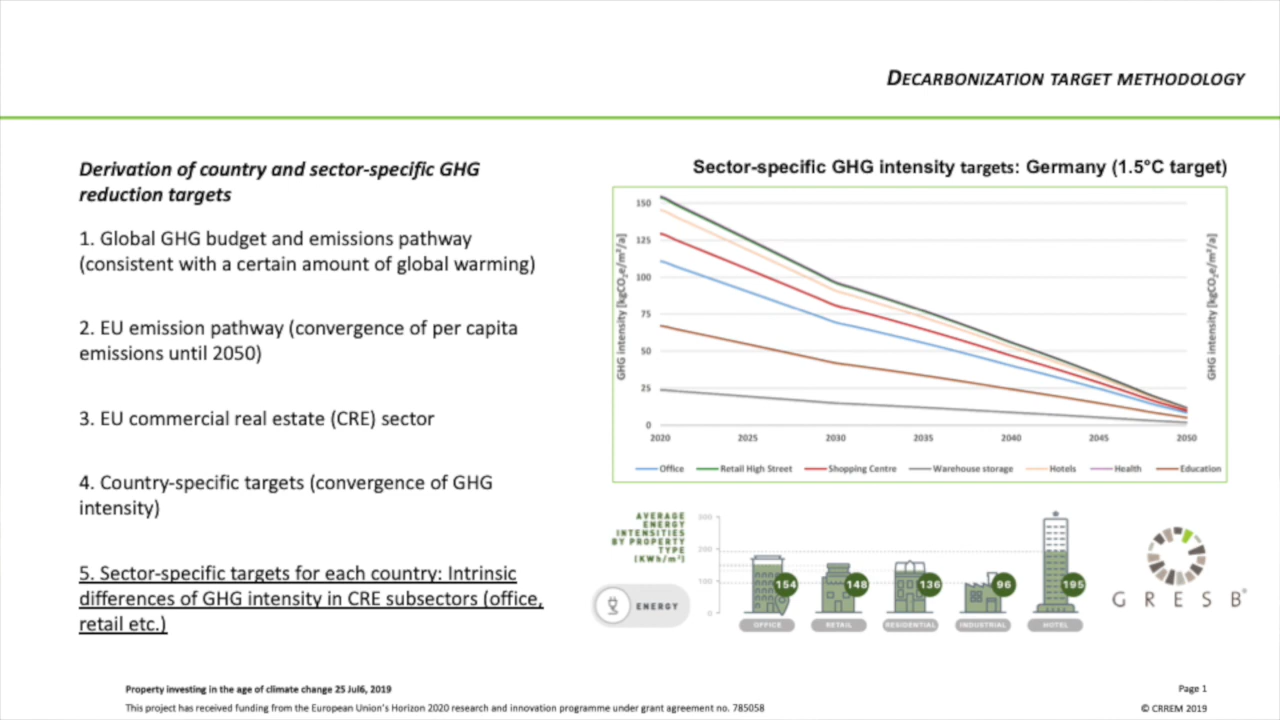 DECARBONIZATION TARGET METHODOLOGY
Derivation of country and sector-specific GHG
reduction targets
1. Global GHG budget and emissions pathway
(consistent with a certain amount of global warming)
2. EU emission pathway (convergence of per capita
emissions until 2050)
3. EU commercial real estate (CRE) sector
4. Country-specific targets (convergence of GHG
intensity)
5. Sector-specific targets for each country: Intrinsic
differences of GHG intensity in CRE subsectors (office,
retail etc.)
Sector-specific GHG intensity targets: Germany (1.5°C target)
GHG intensity [kgCO₂e/m²/a]
150
125
100
75
50
25
0
2020 2025 2030 2035 2040 2045 2050
GHG intensity [kgCO₂e/m²/a]
Office Retail High Street Shopping Centre Warehouse storage Hotels Health Education
AVERAGE
ENERGY
INTENSITIES
BY PROPERTY
TYPE
(KWh/m²)
ENERGY
300
200
100
0
154 148 136 96 195
OFFICE RETAIL RESIDENTIAL INDUSTRIAL HOTEL
*
GRESB®
Property investing in the age of climate change 25 Jul6, 2019
Page 1
This project has received funding from the European Union's Horizon 2020 research and innovation programme under grant agreement no. 785058
© CRREM 2019